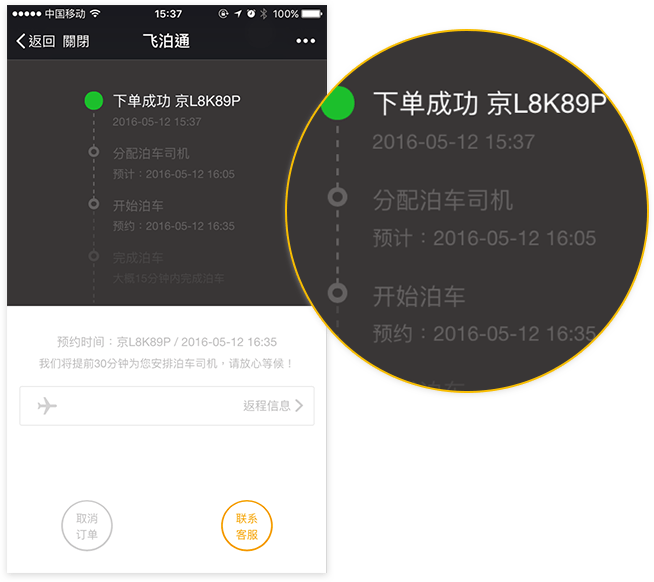 中国移动 15:37 100%
返回 關閉 飞泊通
下单成功 京L8K89P
2016-05-12 15:37
分配泊车司机
预计：2016-05-12 16:05
开始泊车
预约：2016-05-12 16:35
完成泊车
大概15分钟内完成泊车
预约时间：京L8K89P / 2016-05-12 16:35
我们将提前30分钟为您安排泊车司机，请放心等候！
返程信息
取消
订单
联系
客服
下单成功 京L8K89P
2016-05-12 15:37
分配泊车司机
预计：2016-05-12 16:05
开始泊车
预约：2016-05-12 16:35